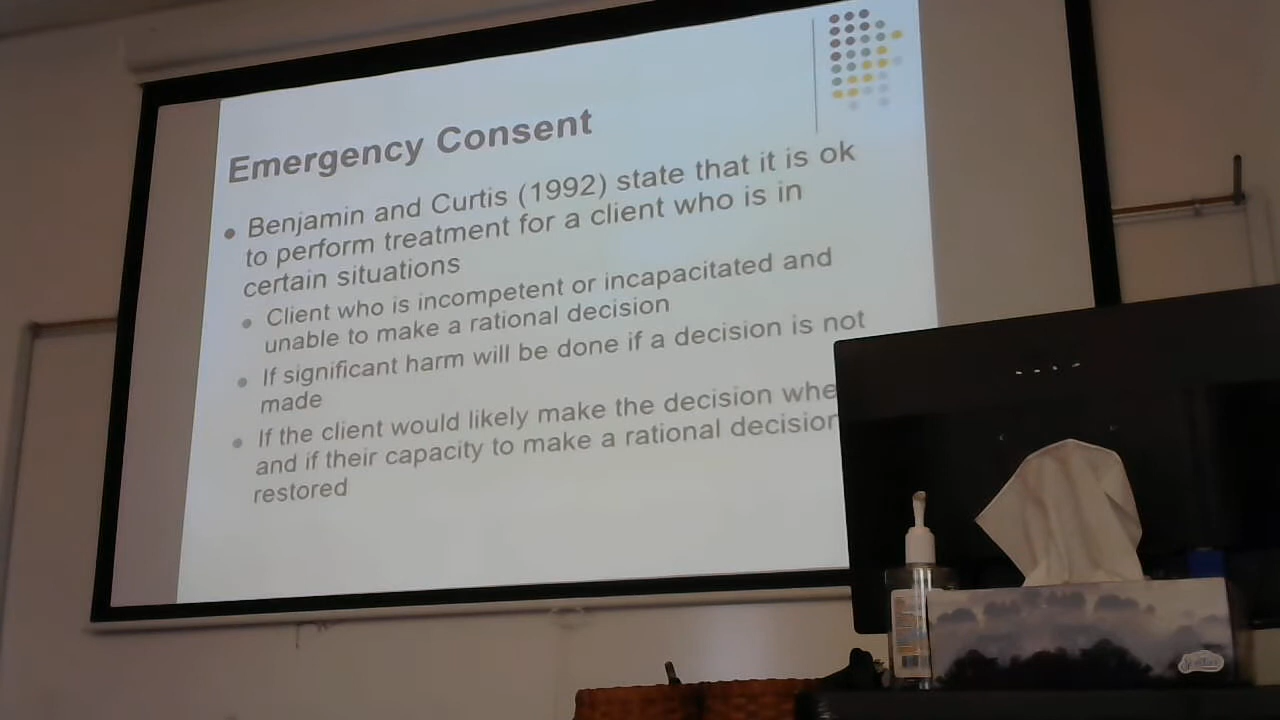 Emergency Consent
• Benjamin and Curtis (1992) state that it is ok
to perform treatment for a client who is in
certain situations
• Client who is incompetent or incapacitated and
unable to make a rational decision
• If significant harm will be done if a decision is not
made
• If the client would likely make the decision
and if their capacity to make a rational decision
restored